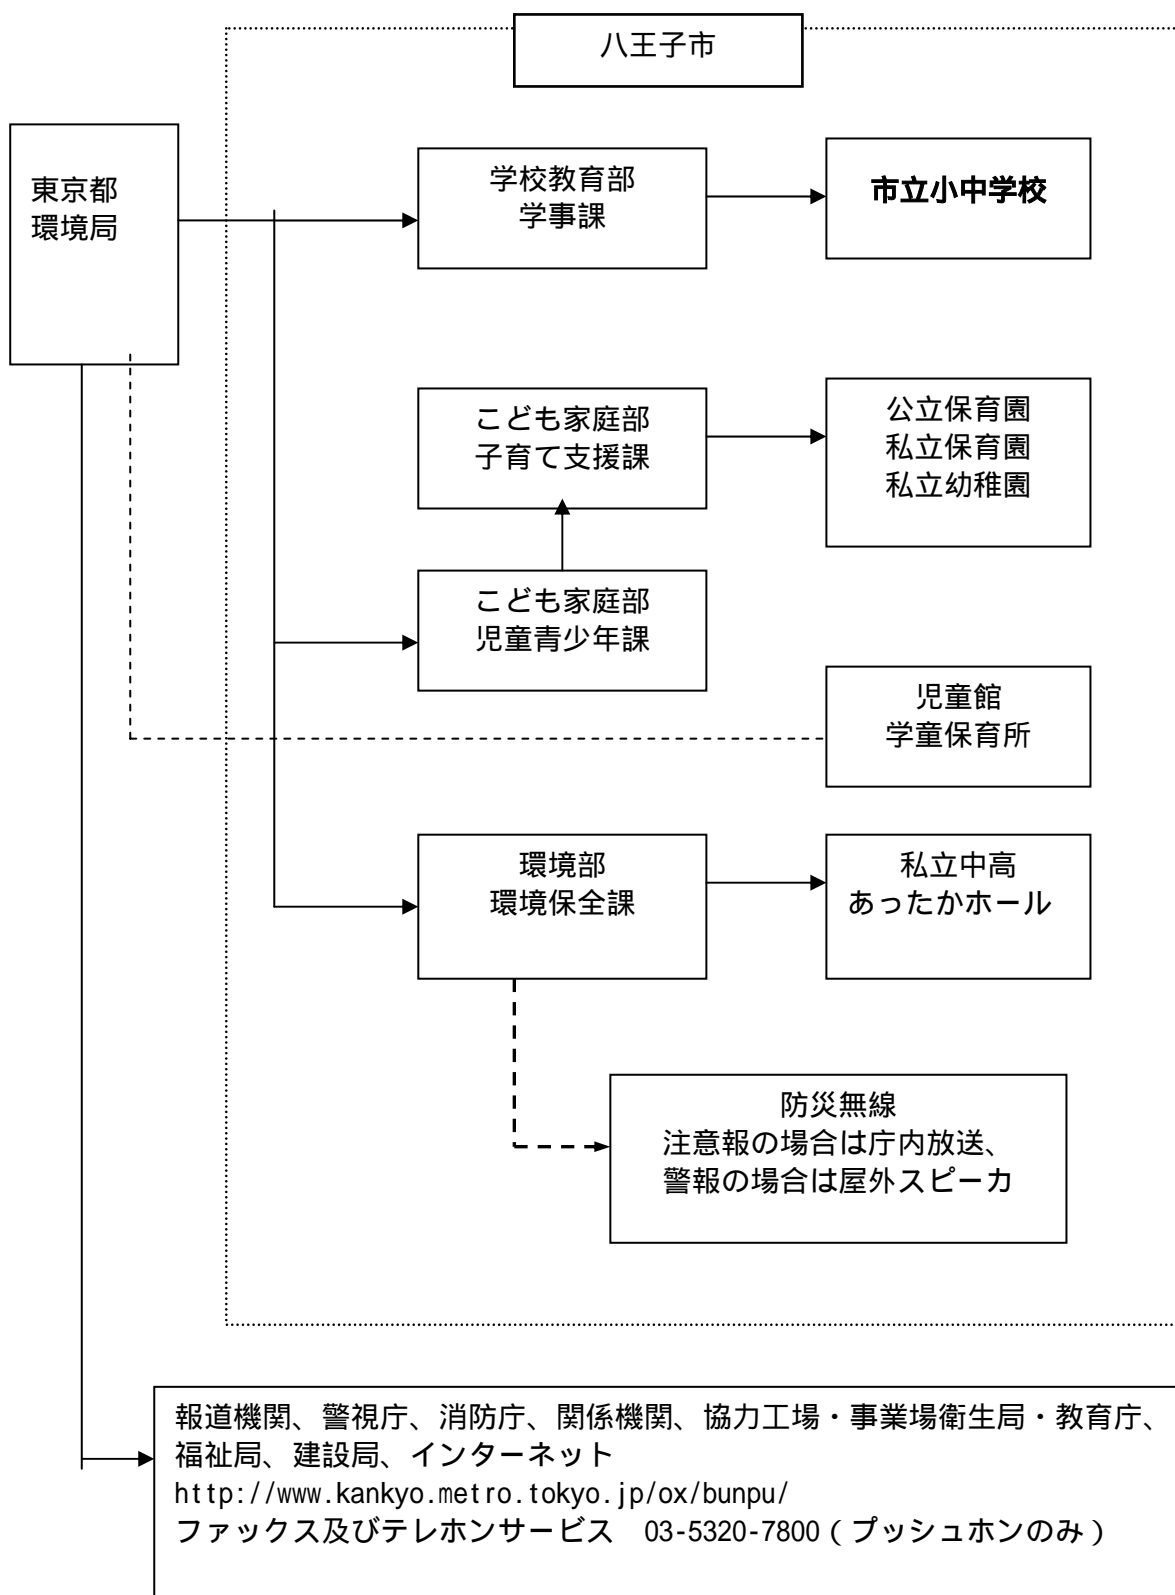 八王子市
東京都
環境局
学校教育部
学事課
市立小中学校
こども家庭部
子育て支援課
公立保育園
私立保育園
私立幼稚園
こども家庭部
児童青少年課
児童館
学童保育所
環境部
環境保全課
私立中高
あったかホール
防災無線
注意報の場合は庁内放送、
警報の場合は屋外スピーカ
報道機関、警視庁、消防庁、関係機関、協力工場・事業場衛生局・教育庁、
福祉局、建設局、インターネット
http://www.kankyo.metro.tokyo.jp/ox/bunpu/
ファックス及びテレホンサービス　03-5320-7800（プッシュホンのみ）